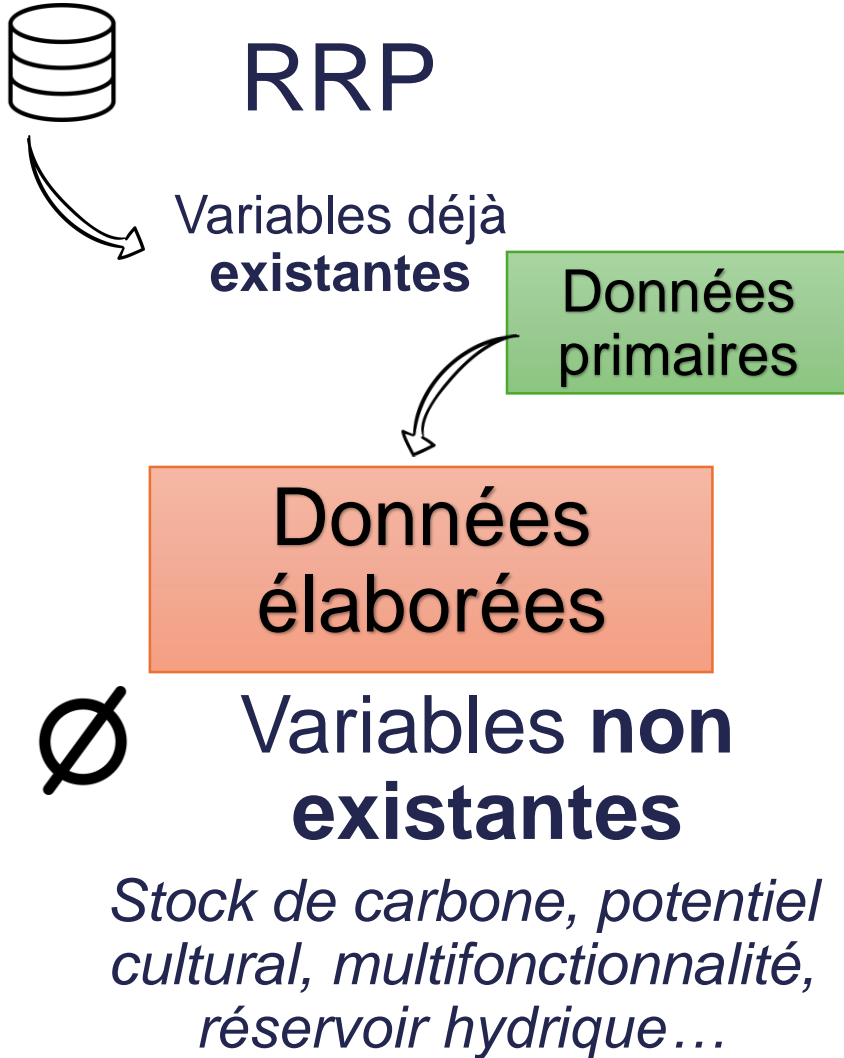 RRP
Variables déjà
existantes
Données
primaires
Données
élaborées
Variables non
existantes
Stock de carbone, potentiel
cultural, multifonctionnalité,
réservoir hydrique…